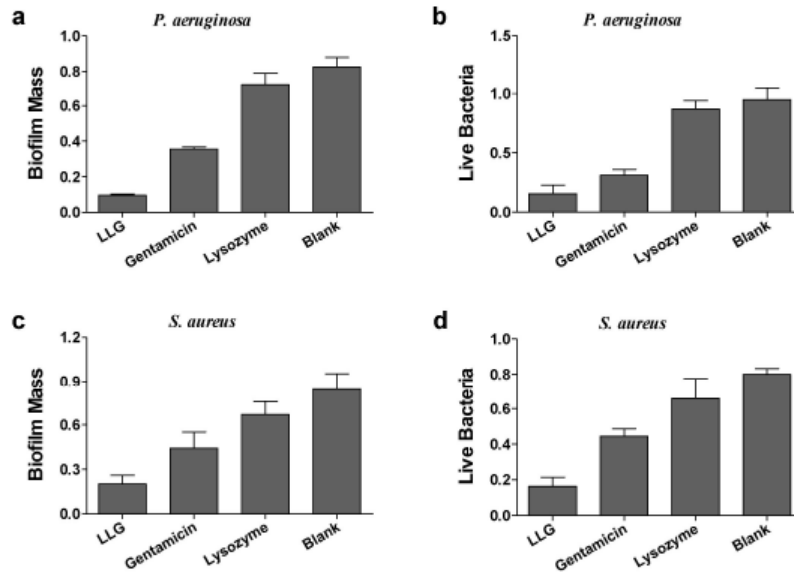 a
P. aeruginosa
Biofilm Mass
1.0
0.8
0.6
0.4
0.2
0.0
LLG
Gentamicin
Lysozyme
Blank
b
P. aeruginosa
Live Bacteria
1.5
1.0
0.5
0.0
LLG
Gentamicin
Lysozyme
Blank
c
S. aureus
Biofilm Mass
1.2
0.9
0.6
0.3
0.0
LLG
Gentamicin
Lysozyme
Blank
d
S. aureus
Live Bacteria
1.0
0.8
0.6
0.4
0.2
0.0
LLG
Gentamicin
Lysozyme
Blank